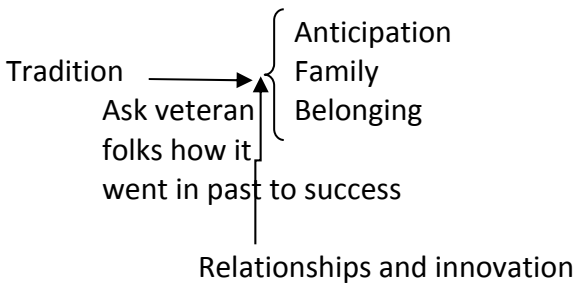 Anticipation
Tradition
Family
Ask veteran
Belonging
folks how it
went in past to success
Relationships and innovation